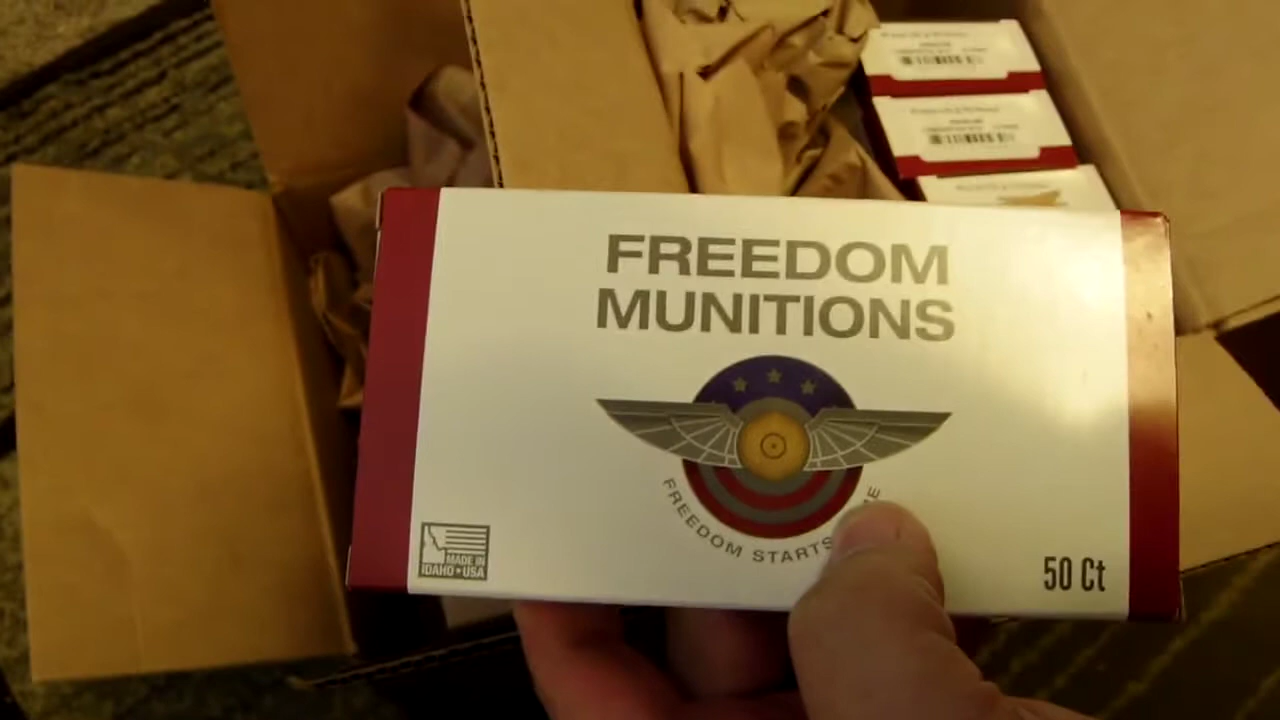 FREEDOM
MUNITIONS
FREEDOM STARTS
MADE IN
IDAHO★USA
50 Ct